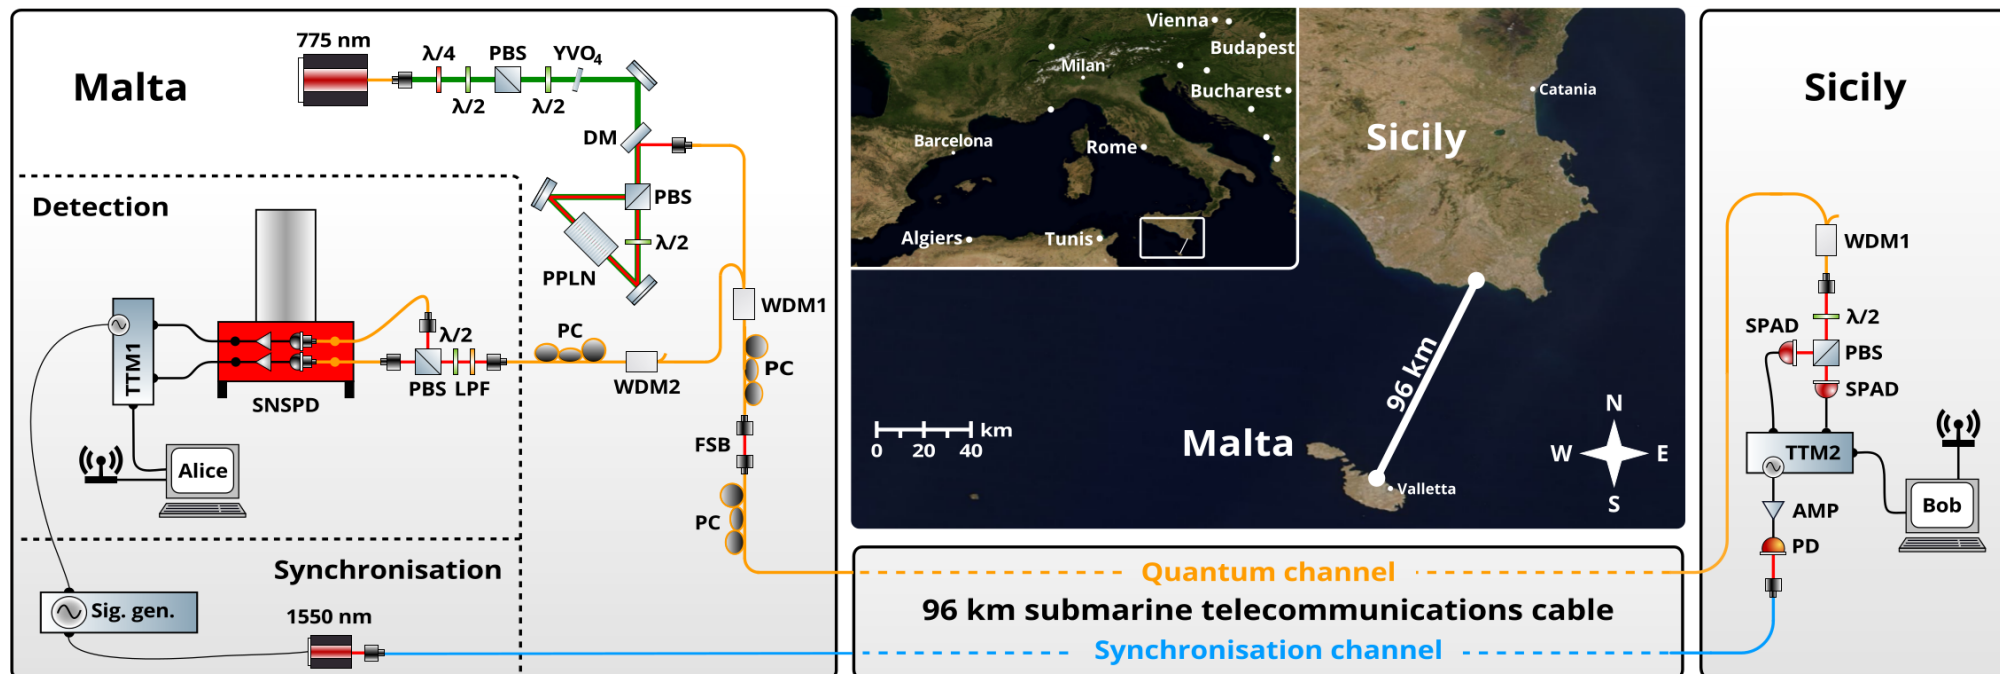 Malta
775 nm
λ/4
λ/2
PBS
λ/2
YVO4
DM
PBS
λ/2
PPLN
WDM1
PC
FSB
PC
Detection
TTM1
SNSPD
λ/2
PBS LPF
PC
WDM2
Alice
Synchronisation
Sig. gen.
1550 nm
Vienna
Budapest
Milan
Bucharest
Barcelona
Rome
Algiers
Tunis
Catania
Sicily
96 km
km
0 20 40
Malta
Valletta
N
W E
S
Quantum channel
96 km submarine telecommunications cable
Synchronisation channel
Sicily
WDM1
λ/2
SPAD
PBS
SPAD
TTM2
AMP
Bob
PD